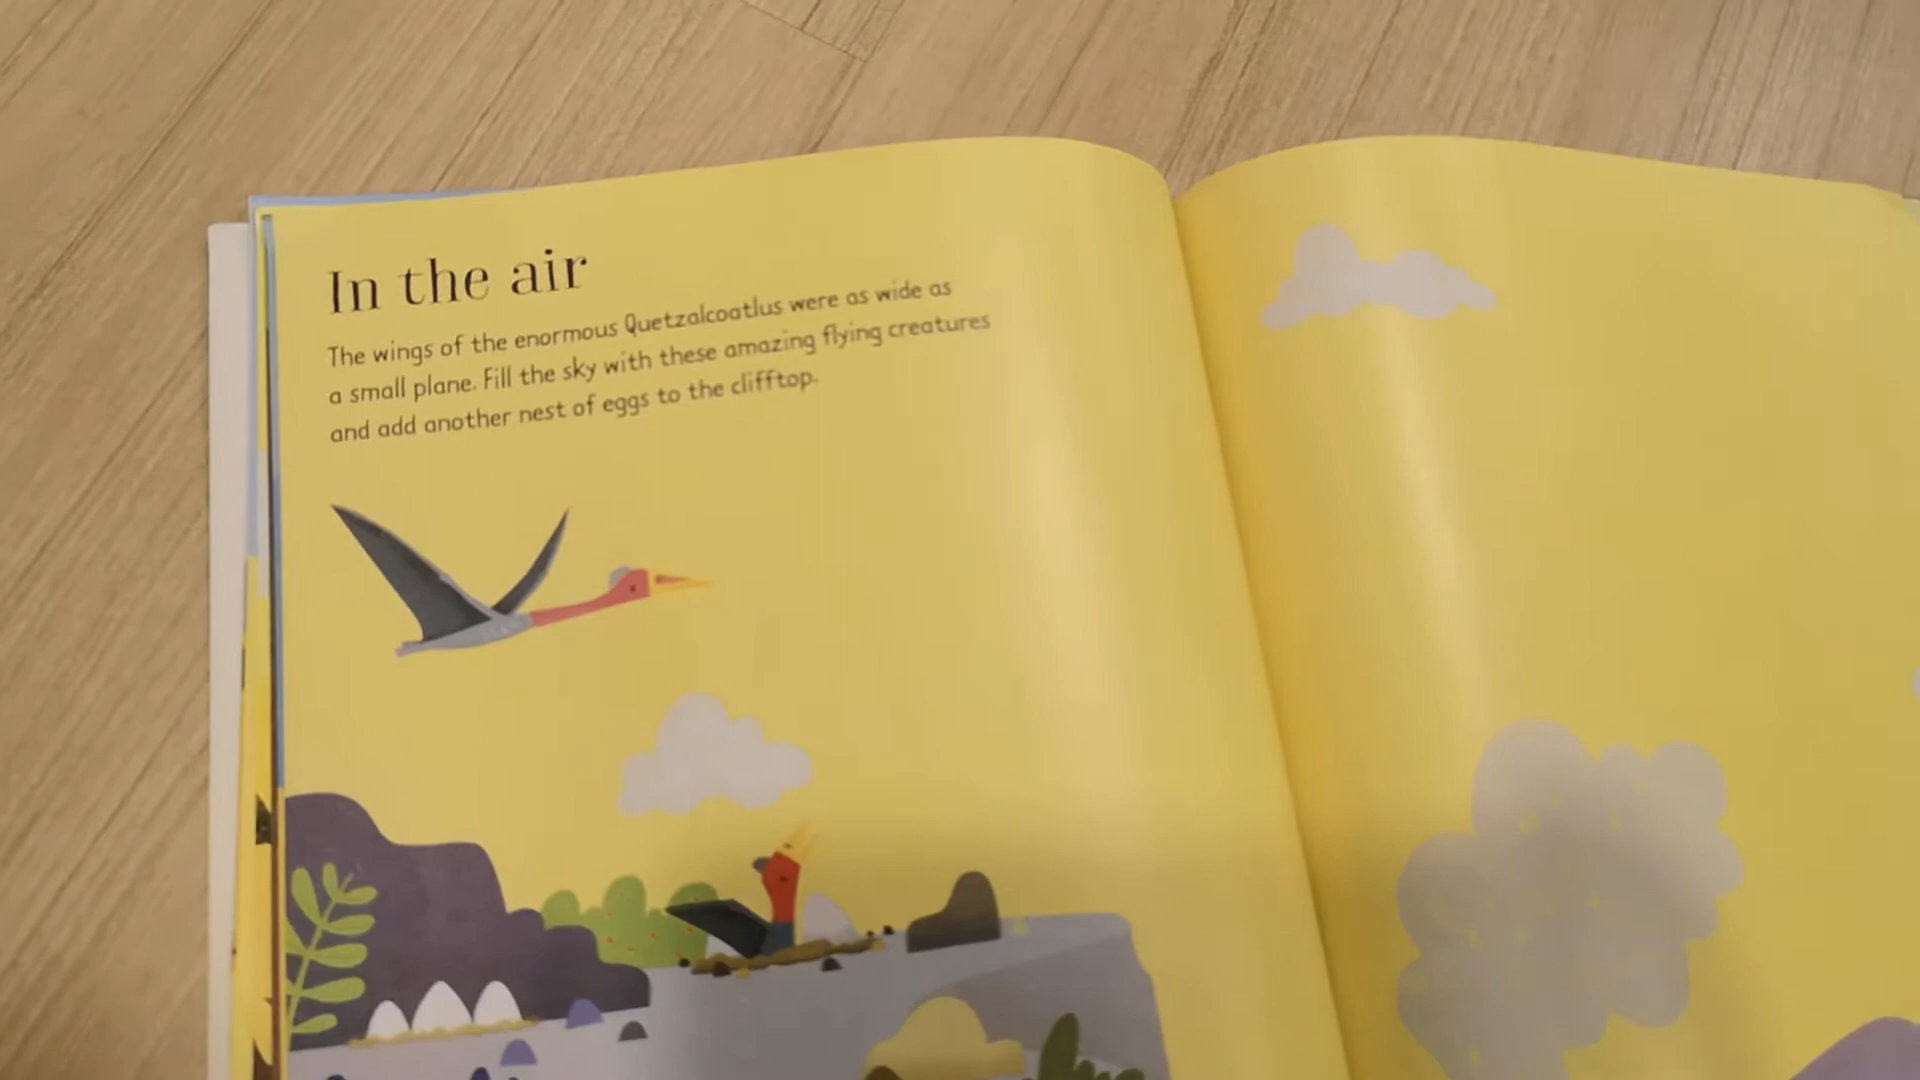 In the air
The wings of the enormous Quetzalcoatlus were as wide as
a small plane. Fill the sky with these amazing flying creatures
and add another nest of eggs to the clifftop.